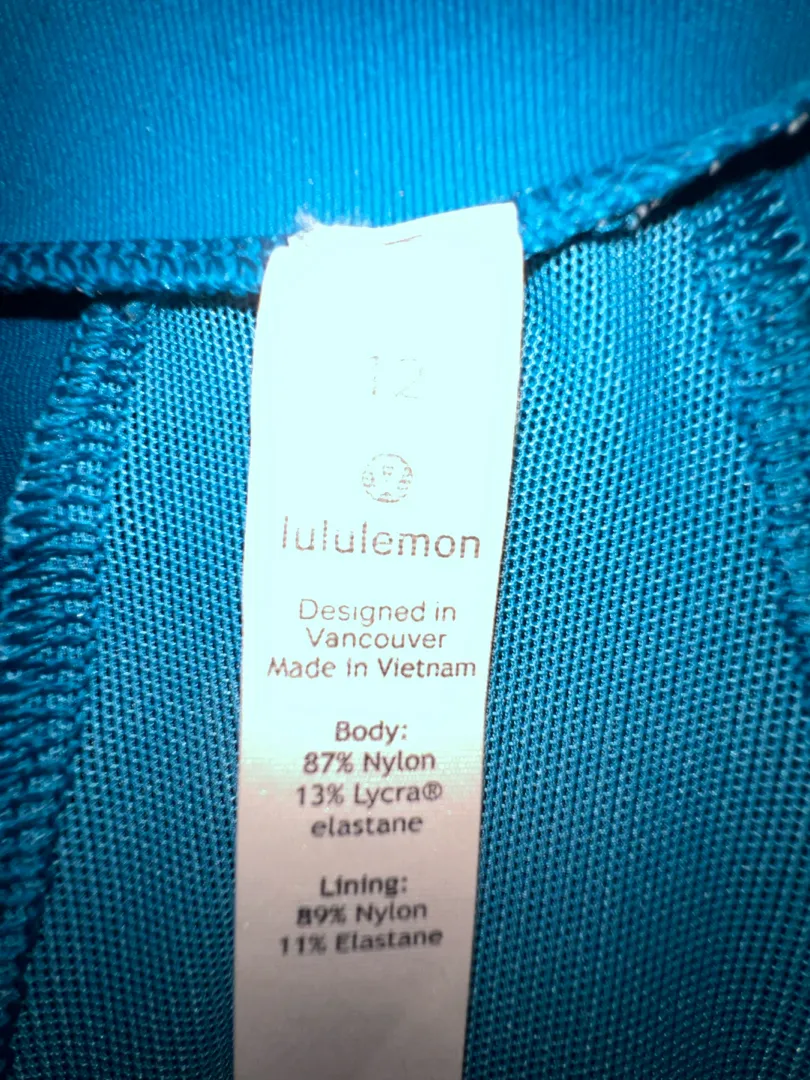 12
lululemon
Designed in
Vancouver
Made in Vietnam
Body:
87% Nylon
13% Lycra®
elastane
Lining:
89% Nylon
11% Elastane